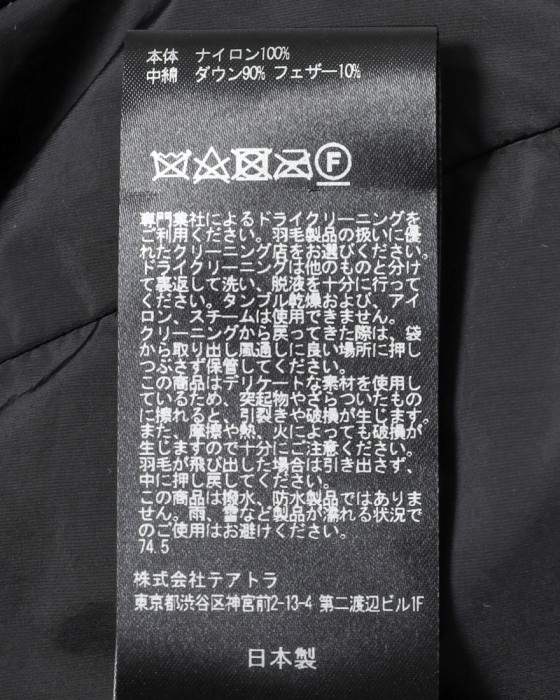 本体 ナイロン100%
中綿 ダウン90% フェザー10%
F
専門業社によるドライクリーニングを
ご利用ください。羽毛製品の扱いに優
れたクリーニング店をお選びください。
ドライクリーニングは他のものと分け
て裏返して洗い、脱液を十分に行って
ください。タンブル乾燥および、アイ
ロン、スチームは使用できません。
クリーニングから戻ってきた際は、袋
から取り出し風通しに良い場所に押し
つぶさず保管してください。
この商品はデリケートな素材を使用し
ているため、突起物やざらついたもの
に擦れると、引裂きや破損が生じます。
また、摩擦や熱、火によっても破損が
生じますので十分にご注意ください。
羽毛が飛び出した場合は引き出さず、
中に押し戻してください。
この商品は撥水、防水製品ではありま
せん。雨、雪など製品が濡れる状況で
のご使用はお避けください。
74.5
株式会社テアトラ
東京都渋谷区神宮前2-13-4 第二渡辺ビル1F
日本製